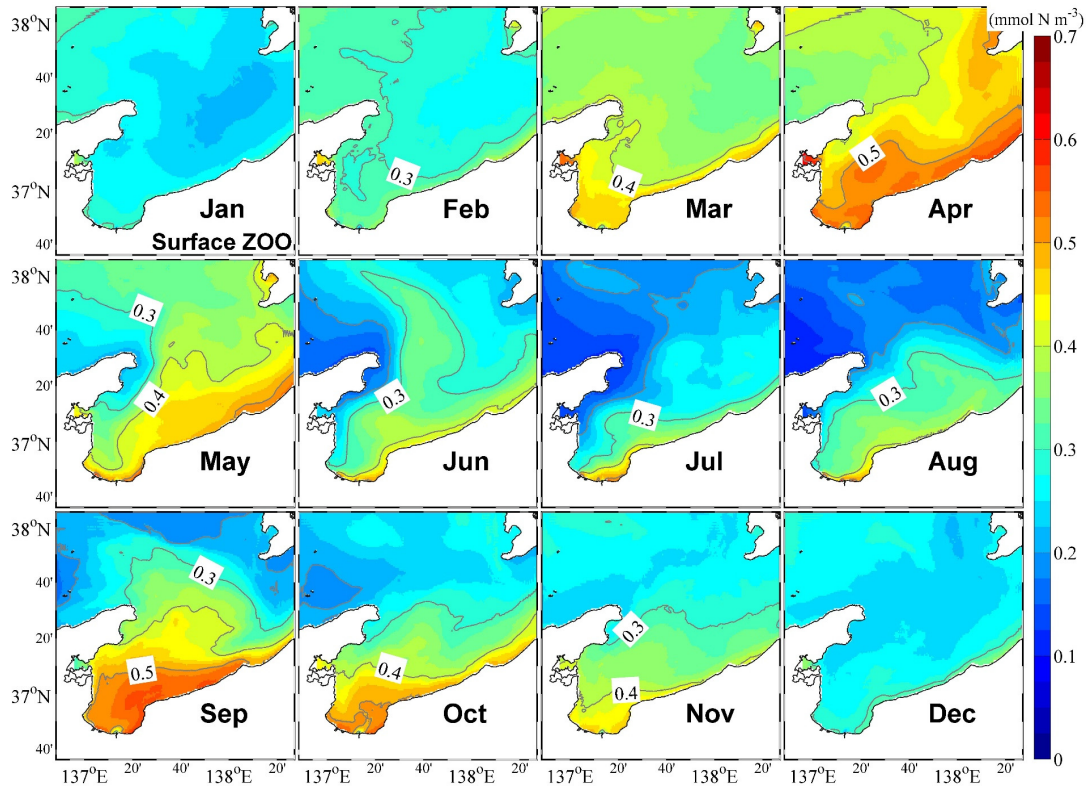 (mmol N m⁻³)
38°N
40'
20'
37°N
40'
Jan
Surface ZOO
0.3
Feb
0.4
Mar
0.5
Apr
0.7
0.6
0.5
0.4
0.3
0.2
0.1
0
38°N
40'
20'
37°N
40'
0.3
0.4
May
0.3
Jun
0.3
Jul
0.3
Aug
38°N
40'
20'
37°N
40'
0.3
0.5
Sep
0.4
Oct
0.3
0.4
Nov
Dec
137°E 20' 40' 138°E 20'
137°E 20' 40' 138°E 20'
137°E 20' 40' 138°E 20'
137°E 20' 40' 138°E 20'